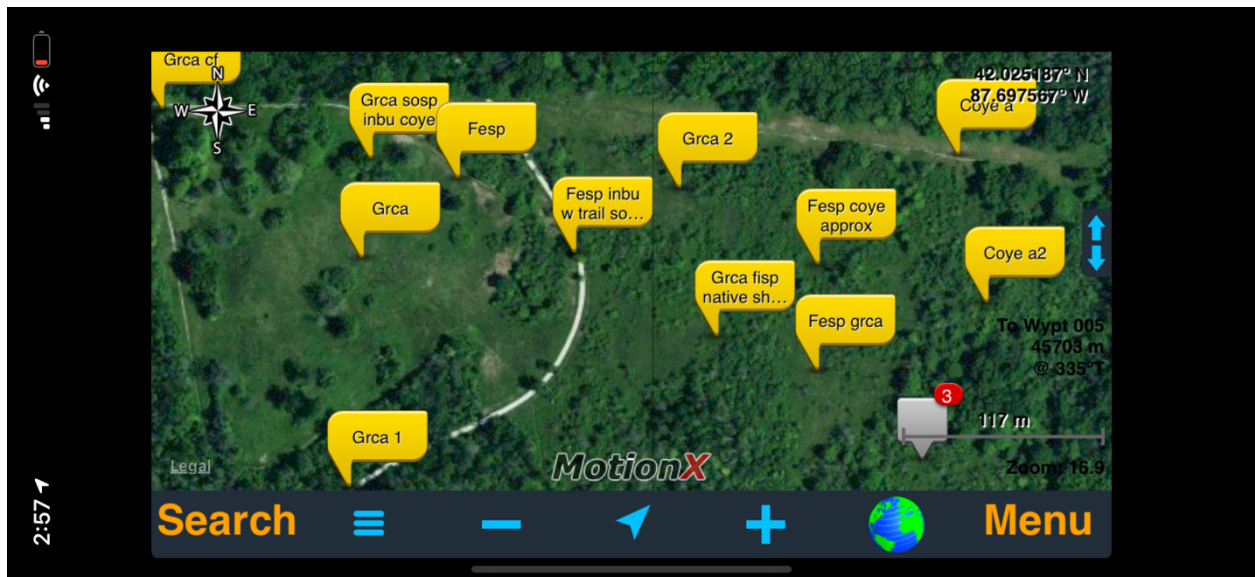 Grca cf
N
W
E
S
42.025187° N
87.697567° W
Grca sosp
inbu coye
Fesp
Coye a
Grca 2
Grca
Fesp inbu
w trail so...
Fesp coye
approx
Coye a2
Grca fisp
native sh...
Fesp grca
To Wypt 005
45703 m
@ 335°T
3
117 m
Grca 1
Legal
MotionX
Zoom: 16.9
2:57
Search
Menu